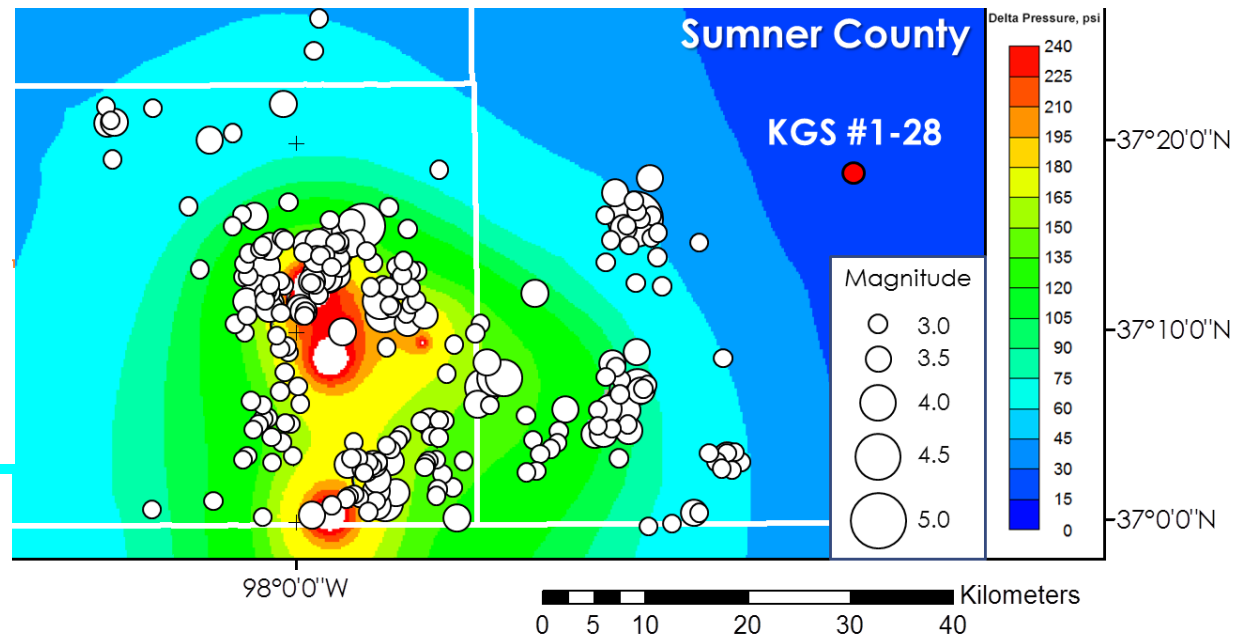 Sumner County
KGS #1-28
Delta Pressure, psi
240
225
210
195
180
165
150
135
120
105
90
75
60
45
30
15
0
37°20'0"N
37°10'0"N
37°0'0"N
Magnitude
3.0
3.5
4.0
4.5
5.0
98°0'0"W
Kilometers
0 5 10 20 30 40